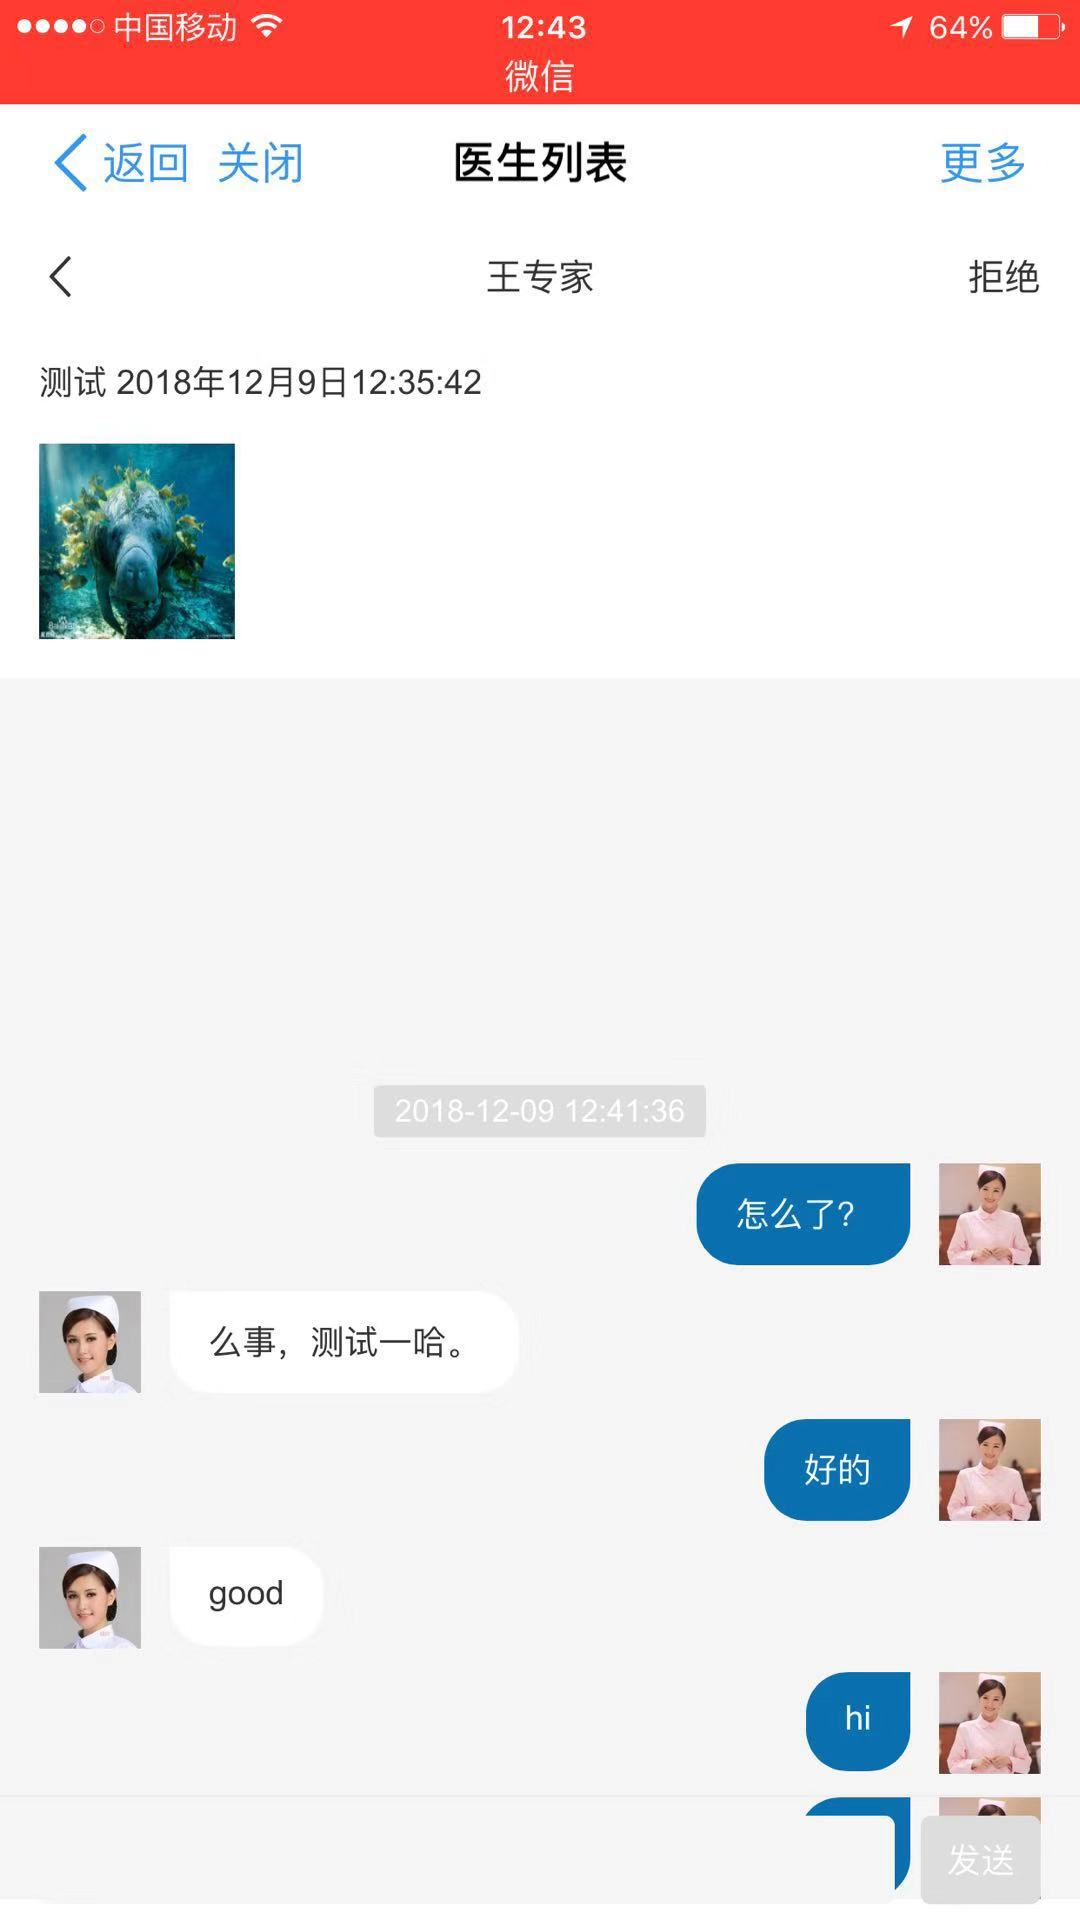 中国移动 12:43 64%
微信
返回 关闭 医生列表 更多
王专家 拒绝
测试 2018年12月9日12:35:42
2018-12-09 12:41:36
怎么了?
么事，测试一哈。
好的
good
hi
发送